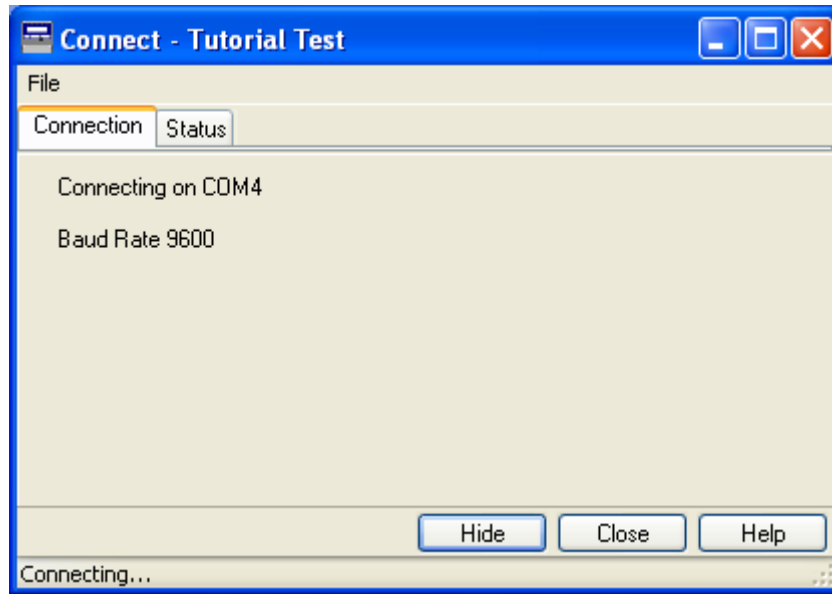 Connect - Tutorial Test
File
Connection Status
Connecting on COM4
Baud Rate 9600
Hide Close Help
Connecting...